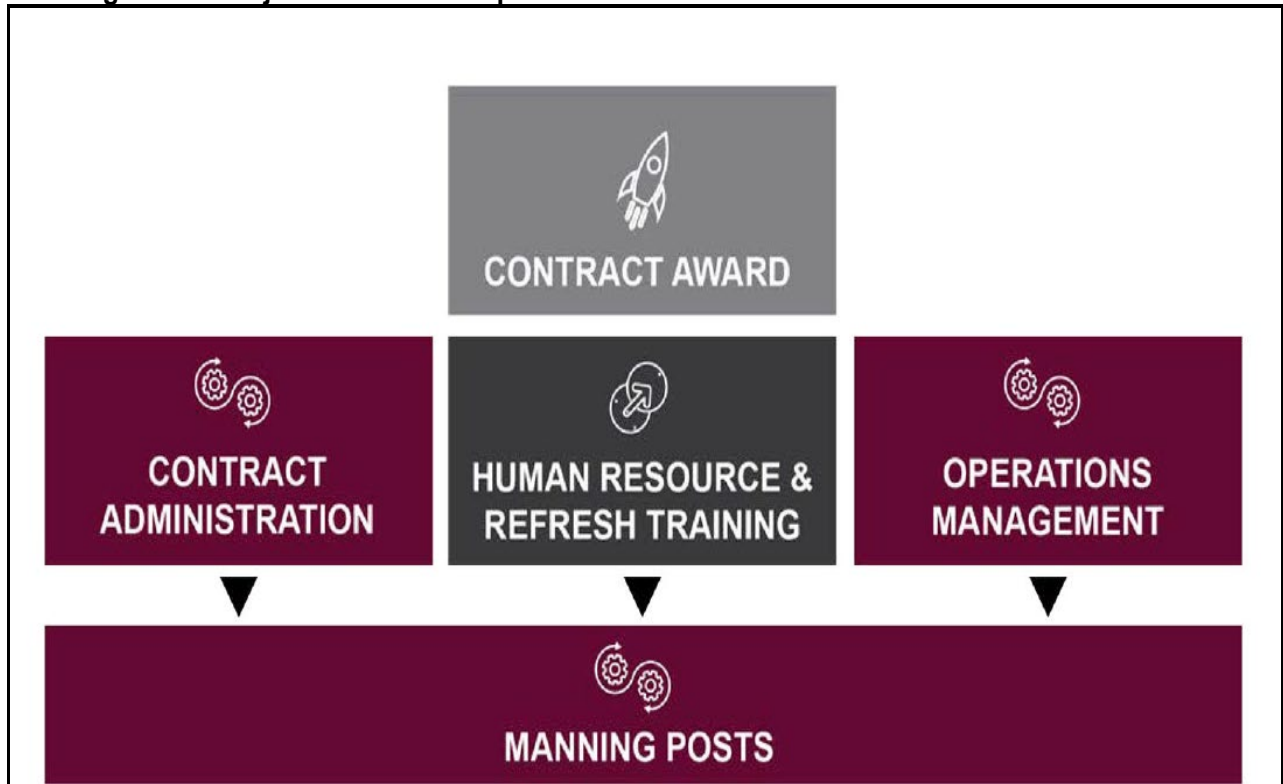 CONTRACT AWARD
CONTRACT
ADMINISTRATION
HUMAN RESOURCE &
REFRESH TRAINING
OPERATIONS
MANAGEMENT
MANNING POSTS